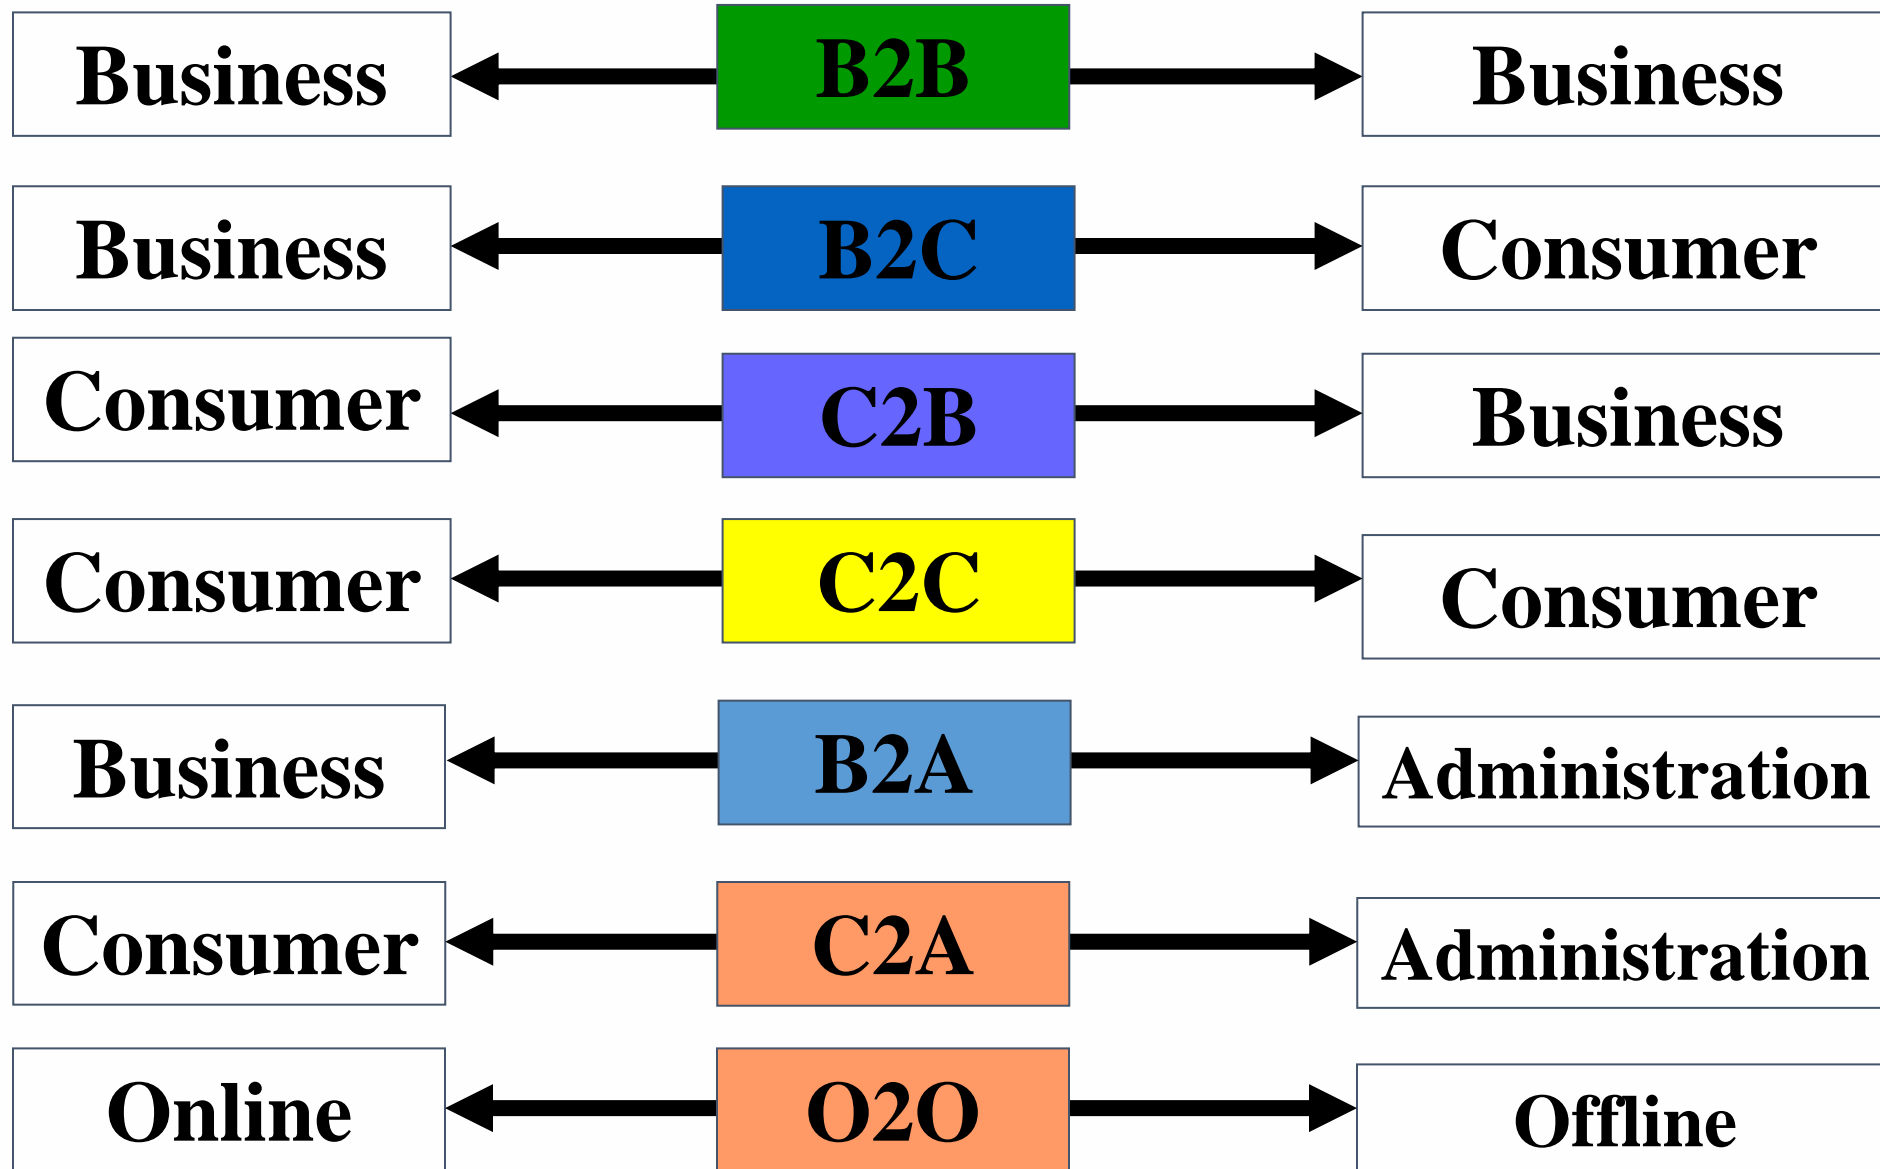 Business B2B Business
Business B2C Consumer
Consumer C2B Business
Consumer C2C Consumer
Business B2A Administration
Consumer C2A Administration
Online O2O Offline